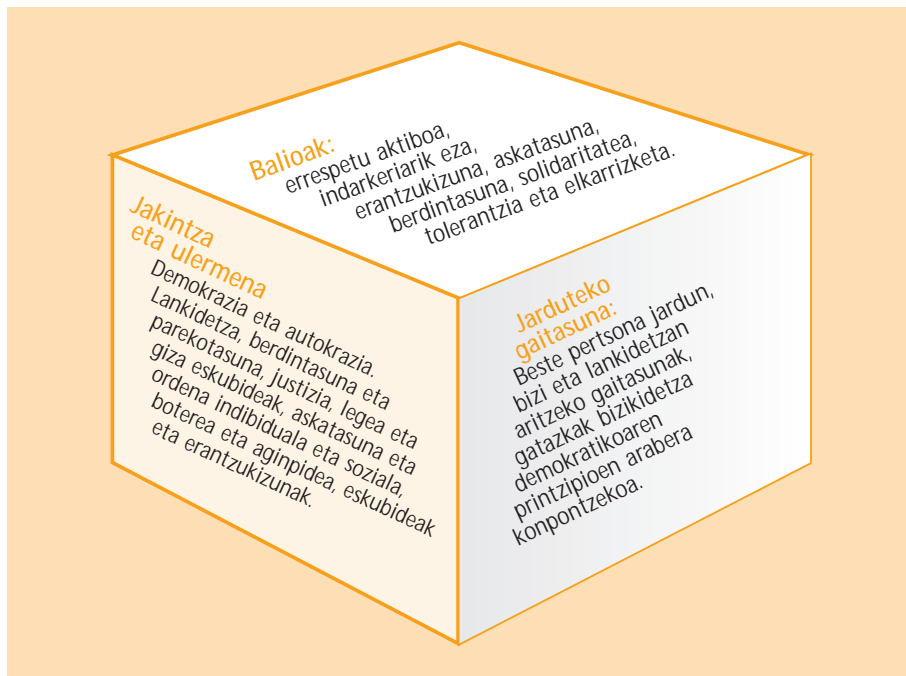 Balioak:
errespetu aktiboa,
indarkeriarik eza,
erantzukizuna, askatasuna,
berdintasuna, solidaritatea,
tolerantzia eta elkarrizketa.
Jakintza
eta ulermena
Demokrazia eta autokrazia.
Lankidetza, berdintasuna eta
parekotasuna, justizia, legea eta
giza eskubideak, askatasuna eta
ordena indibiduala eta soziala,
boterea eta aginpidea, eskubideak
eta erantzukizunak.
Jarduteko
gaitasuna:
Beste pertsona jardun,
bizi eta lankidetzan
aritzeko gaitasunak,
gatazkak bizikidetza
demokratikoaren
printzipioen arabera
konpontzekoa.